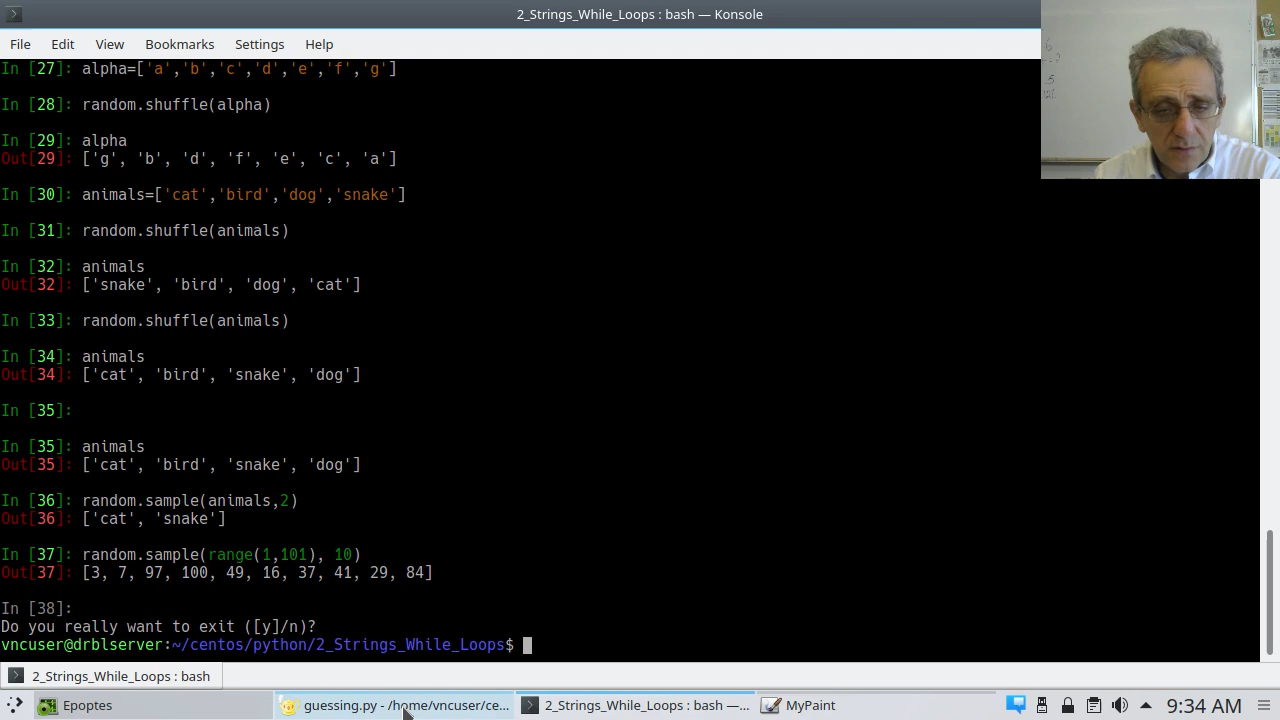 2_Strings_While_Loops : bash — Konsole
File Edit View Bookmarks Settings Help
In [27]: alpha=['a','b','c','d','e','f','g']
In [28]: random.shuffle(alpha)
In [29]: alpha
Out[29]: ['g', 'b', 'd', 'f', 'e', 'c', 'a']
In [30]: animals=['cat','bird','dog','snake']
In [31]: random.shuffle(animals)
In [32]: animals
Out[32]: ['snake', 'bird', 'dog', 'cat']
In [33]: random.shuffle(animals)
In [34]: animals
Out[34]: ['cat', 'bird', 'snake', 'dog']
In [35]:
In [35]: animals
Out[35]: ['cat', 'bird', 'snake', 'dog']
In [36]: random.sample(animals,2)
Out[36]: ['cat', 'snake']
In [37]: random.sample(range(1,101), 10)
Out[37]: [3, 7, 97, 100, 49, 16, 37, 41, 29, 84]
In [38]:
Do you really want to exit ([y]/n)?
vncuser@drblserver:~/centos/python/2_Strings_While_Loops$
2_Strings_While_Loops : bash
Epoptes guessing.py - /home/vncuser/ce... 2_Strings_While_Loops : bash —... MyPaint 9:34 AM